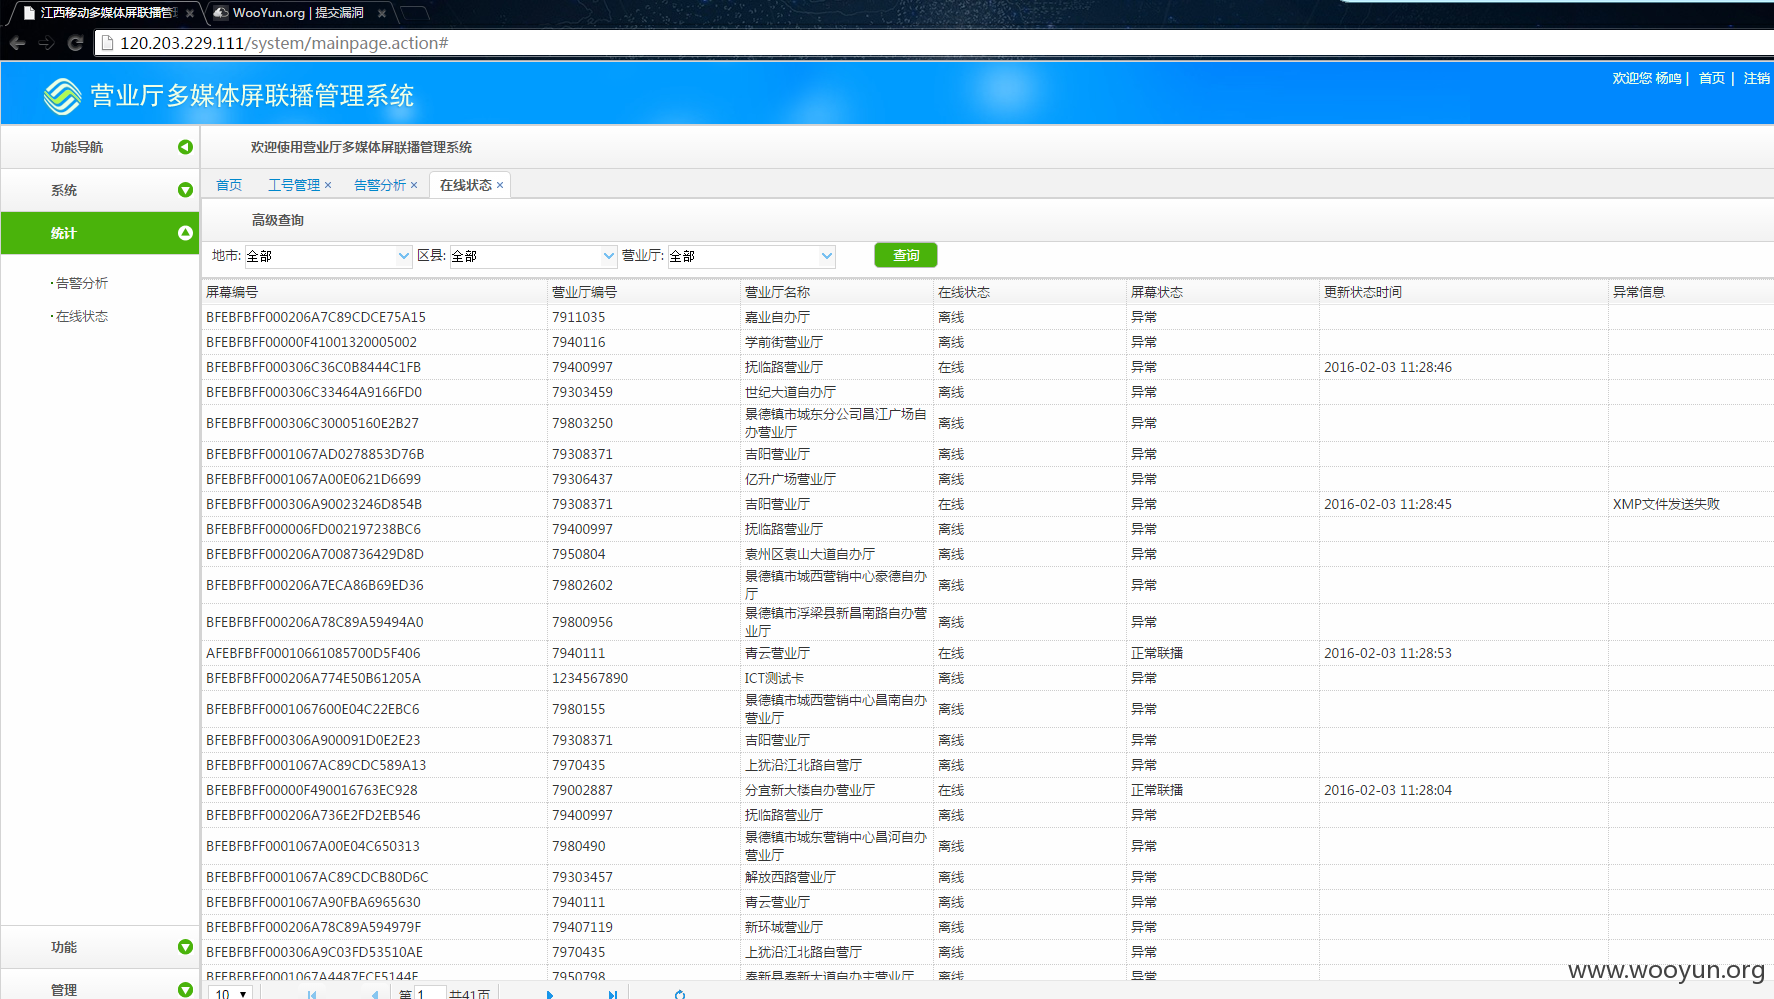 江西移动多媒体屏联播管
WooYun.org | 提交漏洞
120.203.229.111/system/mainpage.action#
营业厅多媒体屏联播管理系统
欢迎您 杨鸣 | 首页 | 注销
功能导航
欢迎使用营业厅多媒体屏联播管理系统
系统
首页 工号管理 × 告警分析 × 在线状态 ×
统计
高级查询
地市: 全部 区县: 全部 营业厅: 全部 查询
·告警分析
·在线状态
屏幕编号 营业厅编号 营业厅名称 在线状态 屏幕状态 更新状态时间 异常信息
BFEBFBFF000206A7C89CDCE75A15 7911035 嘉业自办厅 离线 异常
BFEBFBFF00000F41001320005002 7940116 学前街营业厅 离线 异常
BFEBFBFF000306C36C0B8444C1FB 79400997 抚临路营业厅 在线 异常 2016-02-03 11:28:46
BFEBFBFF000306C33464A9166FD0 79303459 世纪大道自办厅 离线 异常
BFEBFBFF000306C30005160E2B27 79803250 景德镇市城东分公司昌江广场自办营业厅 离线 异常
BFEBFBFF0001067AD0278853D76B 79308371 吉阳营业厅 离线 异常
BFEBFBFF0001067A00E0621D6699 79306437 亿升广场营业厅 离线 异常
BFEBFBFF000306A90023246D854B 79308371 吉阳营业厅 在线 异常 2016-02-03 11:28:45 XMP文件发送失败
BFEBFBFF000006FD002197238BC6 79400997 抚临路营业厅 离线 异常
BFEBFBFF000206A7008736429D8D 7950804 袁州区袁山大道自办厅 离线 异常
BFEBFBFF000206A7ECA86B69ED36 79802602 景德镇市城西营销中心豪德自办厅 离线 异常
BFEBFBFF000206A78C89A59494A0 79800956 景德镇市浮梁县新昌南路自办营业厅 离线 异常
AFEBFBFF00010661085700D5F406 7940111 青云营业厅 在线 正常联播 2016-02-03 11:28:53
BFEBFBFF000206A774E50B61205A 1234567890 ICT测试卡 离线 异常
BFEBFBFF0001067600E04C22EBC6 7980155 景德镇市城西营销中心昌南自办营业厅 离线 异常
BFEBFBFF000306A900091D0E2E23 79308371 吉阳营业厅 离线 异常
BFEBFBFF0001067AC89CDC589A13 7970435 上犹沿江北路自营厅 离线 异常
BFEBFBFF00000F490016763EC928 79002887 分宜新大楼自办营业厅 在线 正常联播 2016-02-03 11:28:04
BFEBFBFF000206A736E2FD2EB546 79400997 抚临路营业厅 离线 异常
BFEBFBFF0001067A00E04C650313 7980490 景德镇市城东营销中心昌河自办营业厅 离线 异常
BFEBFBFF0001067AC89CDCB80D6C 79303457 解放西路营业厅 离线 异常
BFEBFBFF0001067A90FBA6965630 7940111 青云营业厅 离线 异常
BFEBFBFF000206A78C89A594979F 79407119 新环城营业厅 离线 异常
BFEBFBFF000306A9C03FD53510AE 7970435 上犹沿江北路自营厅 离线 异常
BFEBFBFF0001067A4487FCF5144F 7950798 奉新县奉新大道自办主营业厅 离线 异常
功能
管理
10 第 1 共41页
www.wooyun.org